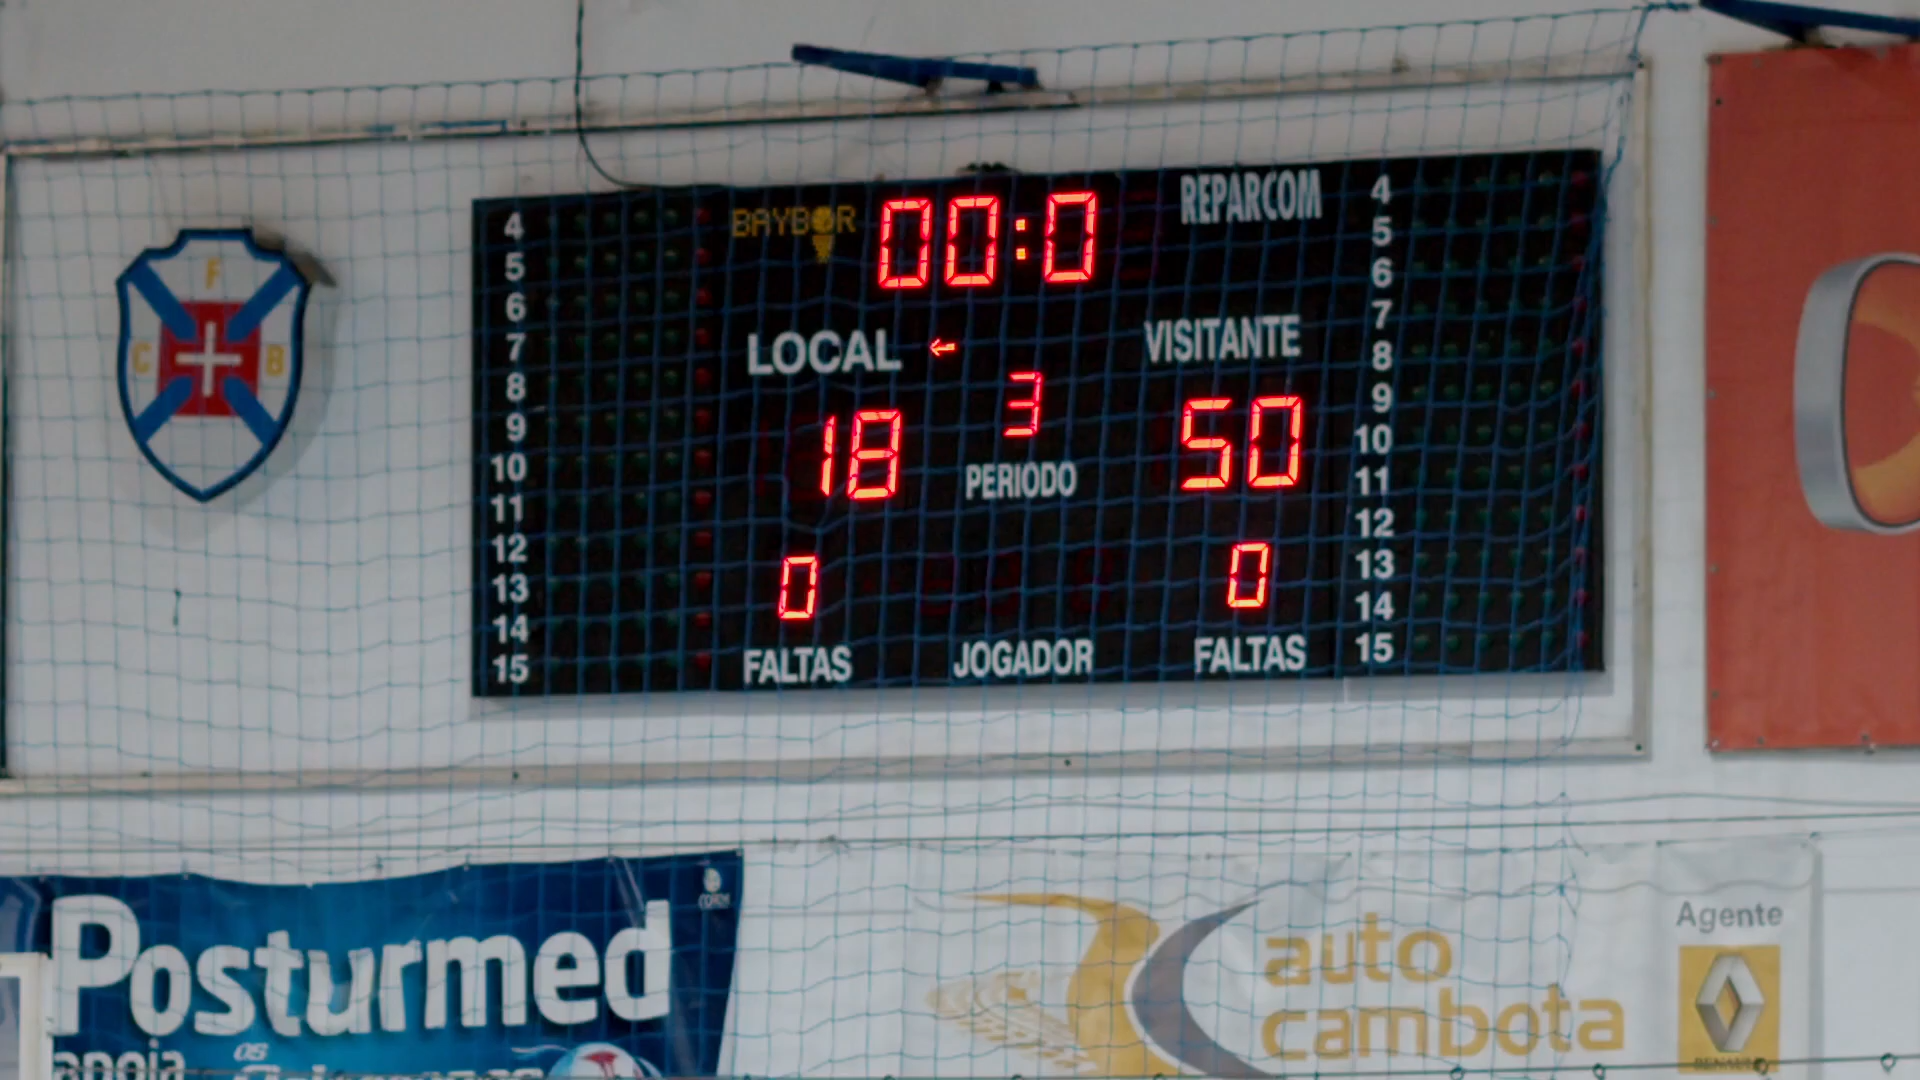 BAYBOR
00:0
REPARCOM
LOCAL ←
VISITANTE
18
3
50
PERIODO
0
0
FALTAS
JOGADOR
FALTAS
4
5
6
7
8
9
10
11
12
13
14
15
4
5
6
7
8
9
10
11
12
13
14
15
F
C
B
Posturmed
apoia
os
auto
cambota
Agente
RENAULT